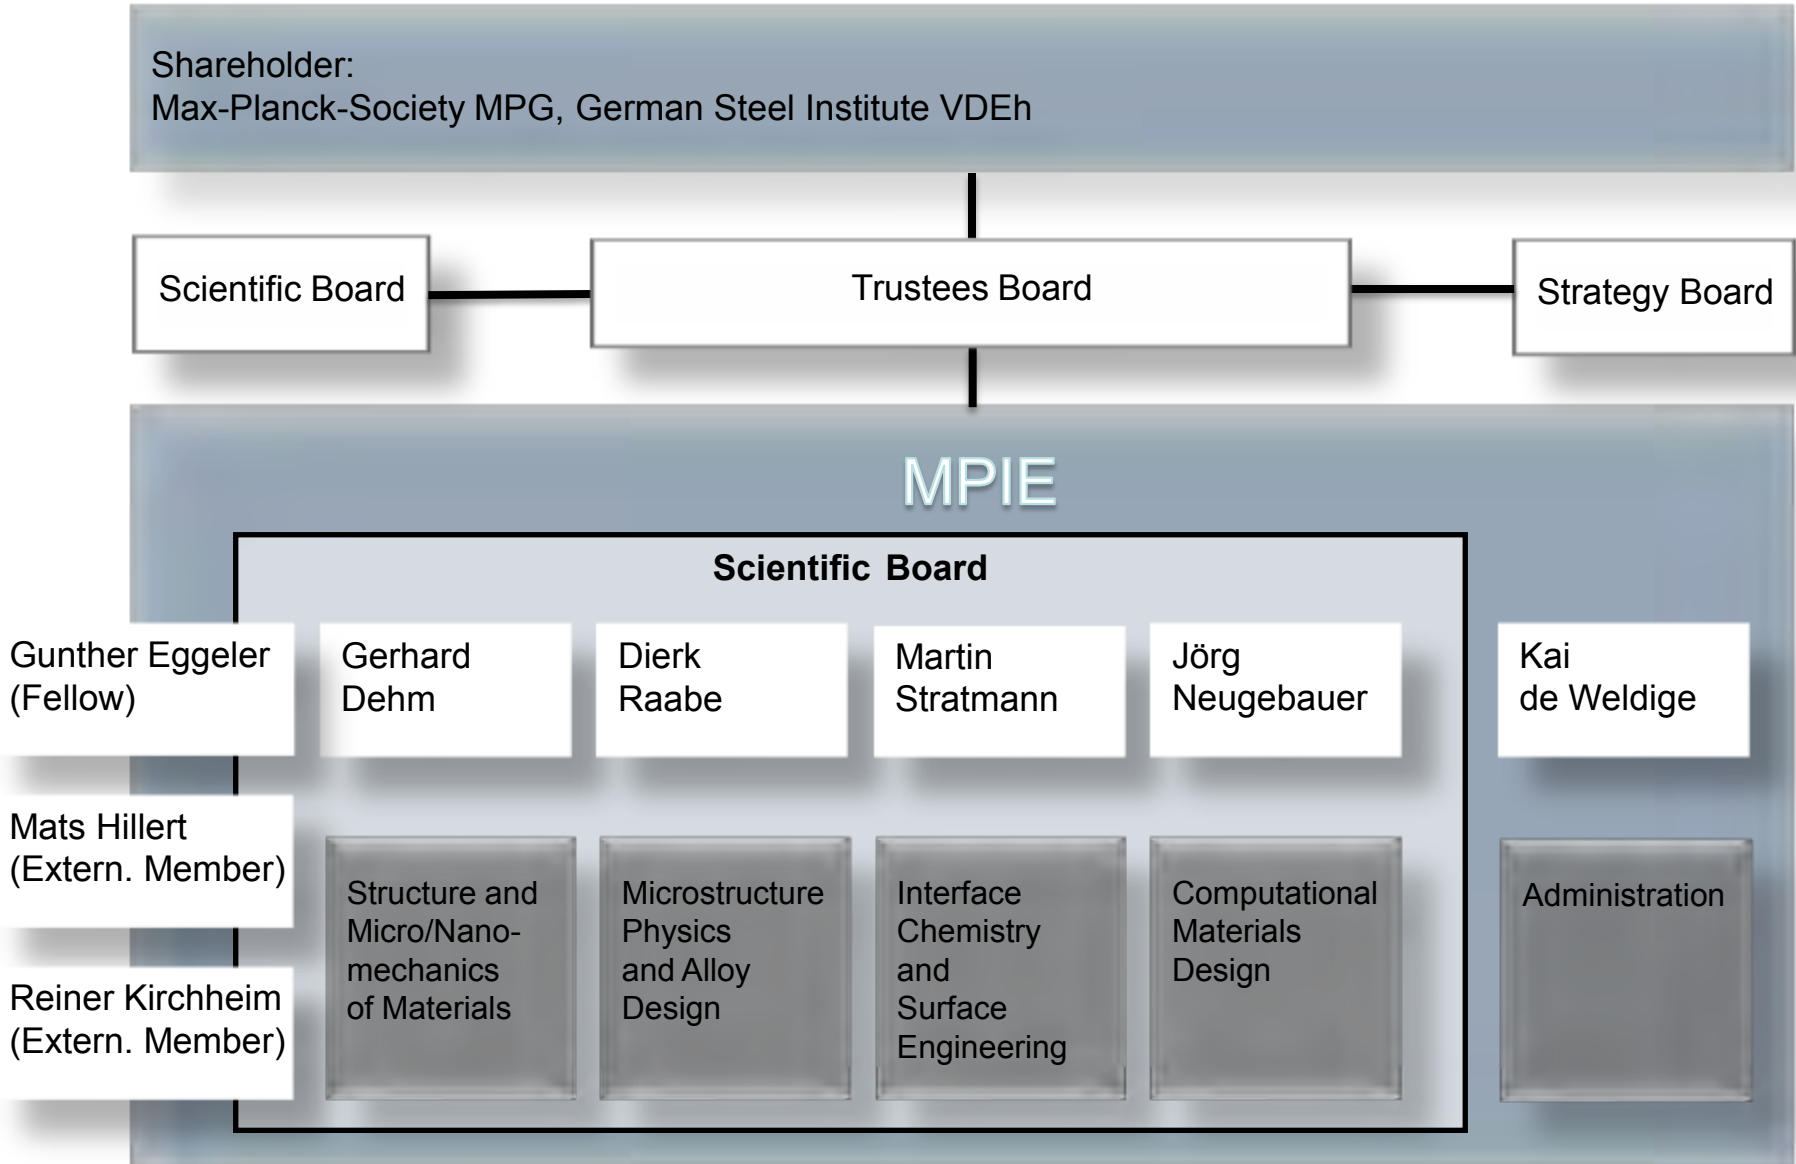 Shareholder:
Max-Planck-Society MPG, German Steel Institute VDEh
Scientific Board
Trustees Board
Strategy Board
MPIE
Scientific Board
Gunther Eggeler
(Fellow)
Gerhard
Dehm
Dierk
Raabe
Martin
Stratmann
Jörg
Neugebauer
Kai
de Weldige
Mats Hillert
(Extern. Member)
Reiner Kirchheim
(Extern. Member)
Structure and
Micro/Nano-
mechanics
of Materials
Microstructure
Physics
and Alloy
Design
Interface
Chemistry
and
Surface
Engineering
Computational
Materials
Design
Administration